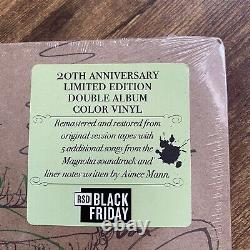 20TH ANNIVERSARY
LIMITED EDITION
DOUBLE ALBUM
COLOR VINYL
Remastered and restored from
original version tapes with
5 additional songs from the
Magnolia soundtrack and
liner notes written by Aimee Mann.
RSD BLACK
FRIDAY